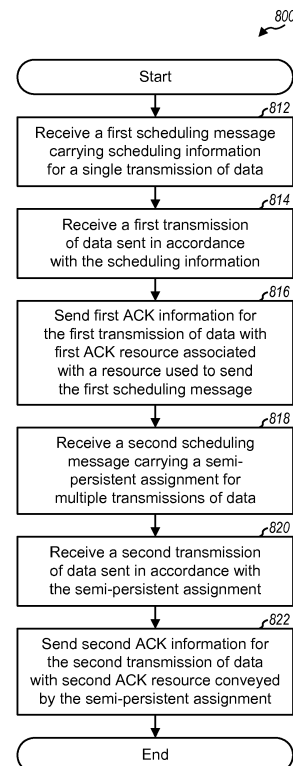 800
Start
812
Receive a first scheduling message
carrying scheduling information
for a single transmission of data
814
Receive a first transmission
of data sent in accordance
with the scheduling information
816
Send first ACK information for
the first transmission of data with
first ACK resource associated
with a resource used to send
the first scheduling message
818
Receive a second scheduling
message carrying a semi-
persistent assignment for
multiple transmissions of data
820
Receive a second transmission
of data sent in accordance with
the semi-persistent assignment
822
Send second ACK information for
the second transmission of data
with second ACK resource conveyed
by the semi-persistent assignment
End